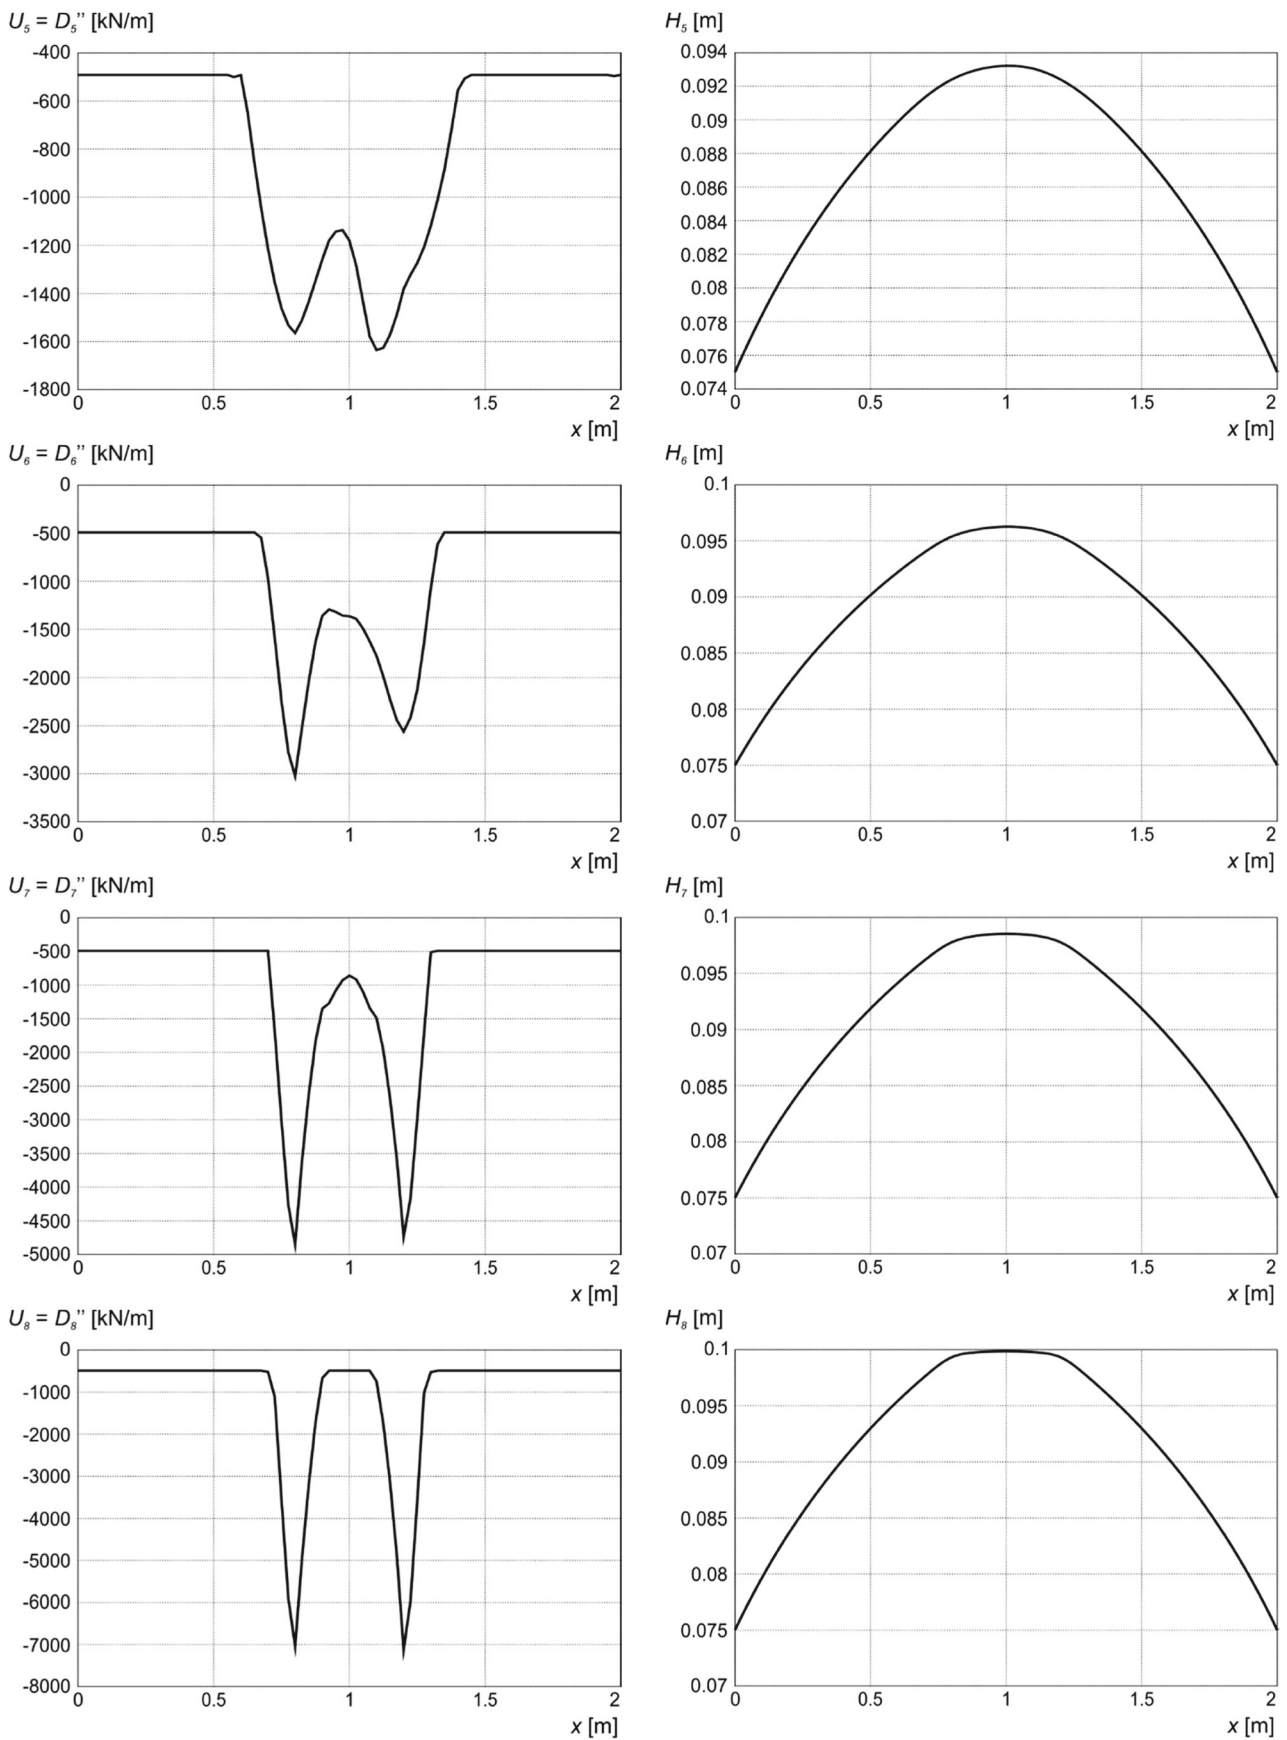 U₅ = D₅’’ [kN/m]
-400
-600
-800
-1000
-1200
-1400
-1600
-1800
0 0.5 1 1.5 2
x [m]
H₅ [m]
0.094
0.092
0.09
0.088
0.086
0.084
0.082
0.08
0.078
0.076
0.074
0 0.5 1 1.5 2
x [m]
U₆ = D₆’’ [kN/m]
0
-500
-1000
-1500
-2000
-2500
-3000
-3500
0 0.5 1 1.5 2
x [m]
H₆ [m]
0.1
0.095
0.09
0.085
0.08
0.075
0.07
0 0.5 1 1.5 2
x [m]
U₇ = D₇’’ [kN/m]
0
-500
-1000
-1500
-2000
-2500
-3000
-3500
-4000
-4500
-5000
0 0.5 1 1.5 2
x [m]
H₇ [m]
0.1
0.095
0.09
0.085
0.08
0.075
0.07
0 0.5 1 1.5 2
x [m]
U₈ = D₈’’ [kN/m]
0
-1000
-2000
-3000
-4000
-5000
-6000
-7000
-8000
0 0.5 1 1.5 2
x [m]
H₈ [m]
0.1
0.095
0.09
0.085
0.08
0.075
0.07
0 0.5 1 1.5 2
x [m]